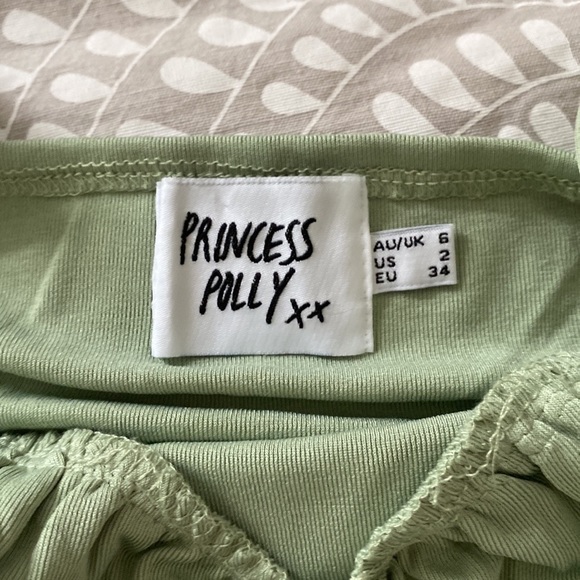 PRINCESS
POLLY xx
AU/UK 6
US 2
EU 34